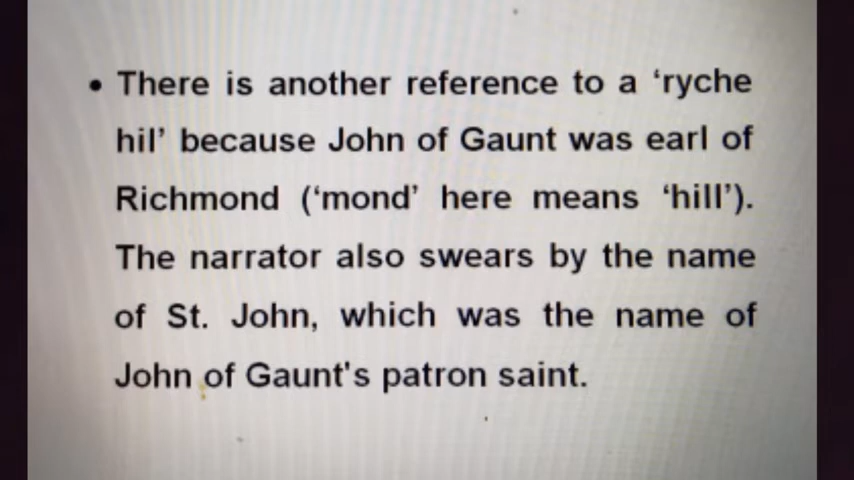 • There is another reference to a ‘ryche
hil’ because John of Gaunt was earl of
Richmond (‘mond’ here means ‘hill’).
The narrator also swears by the name
of St. John, which was the name of
John of Gaunt's patron saint.